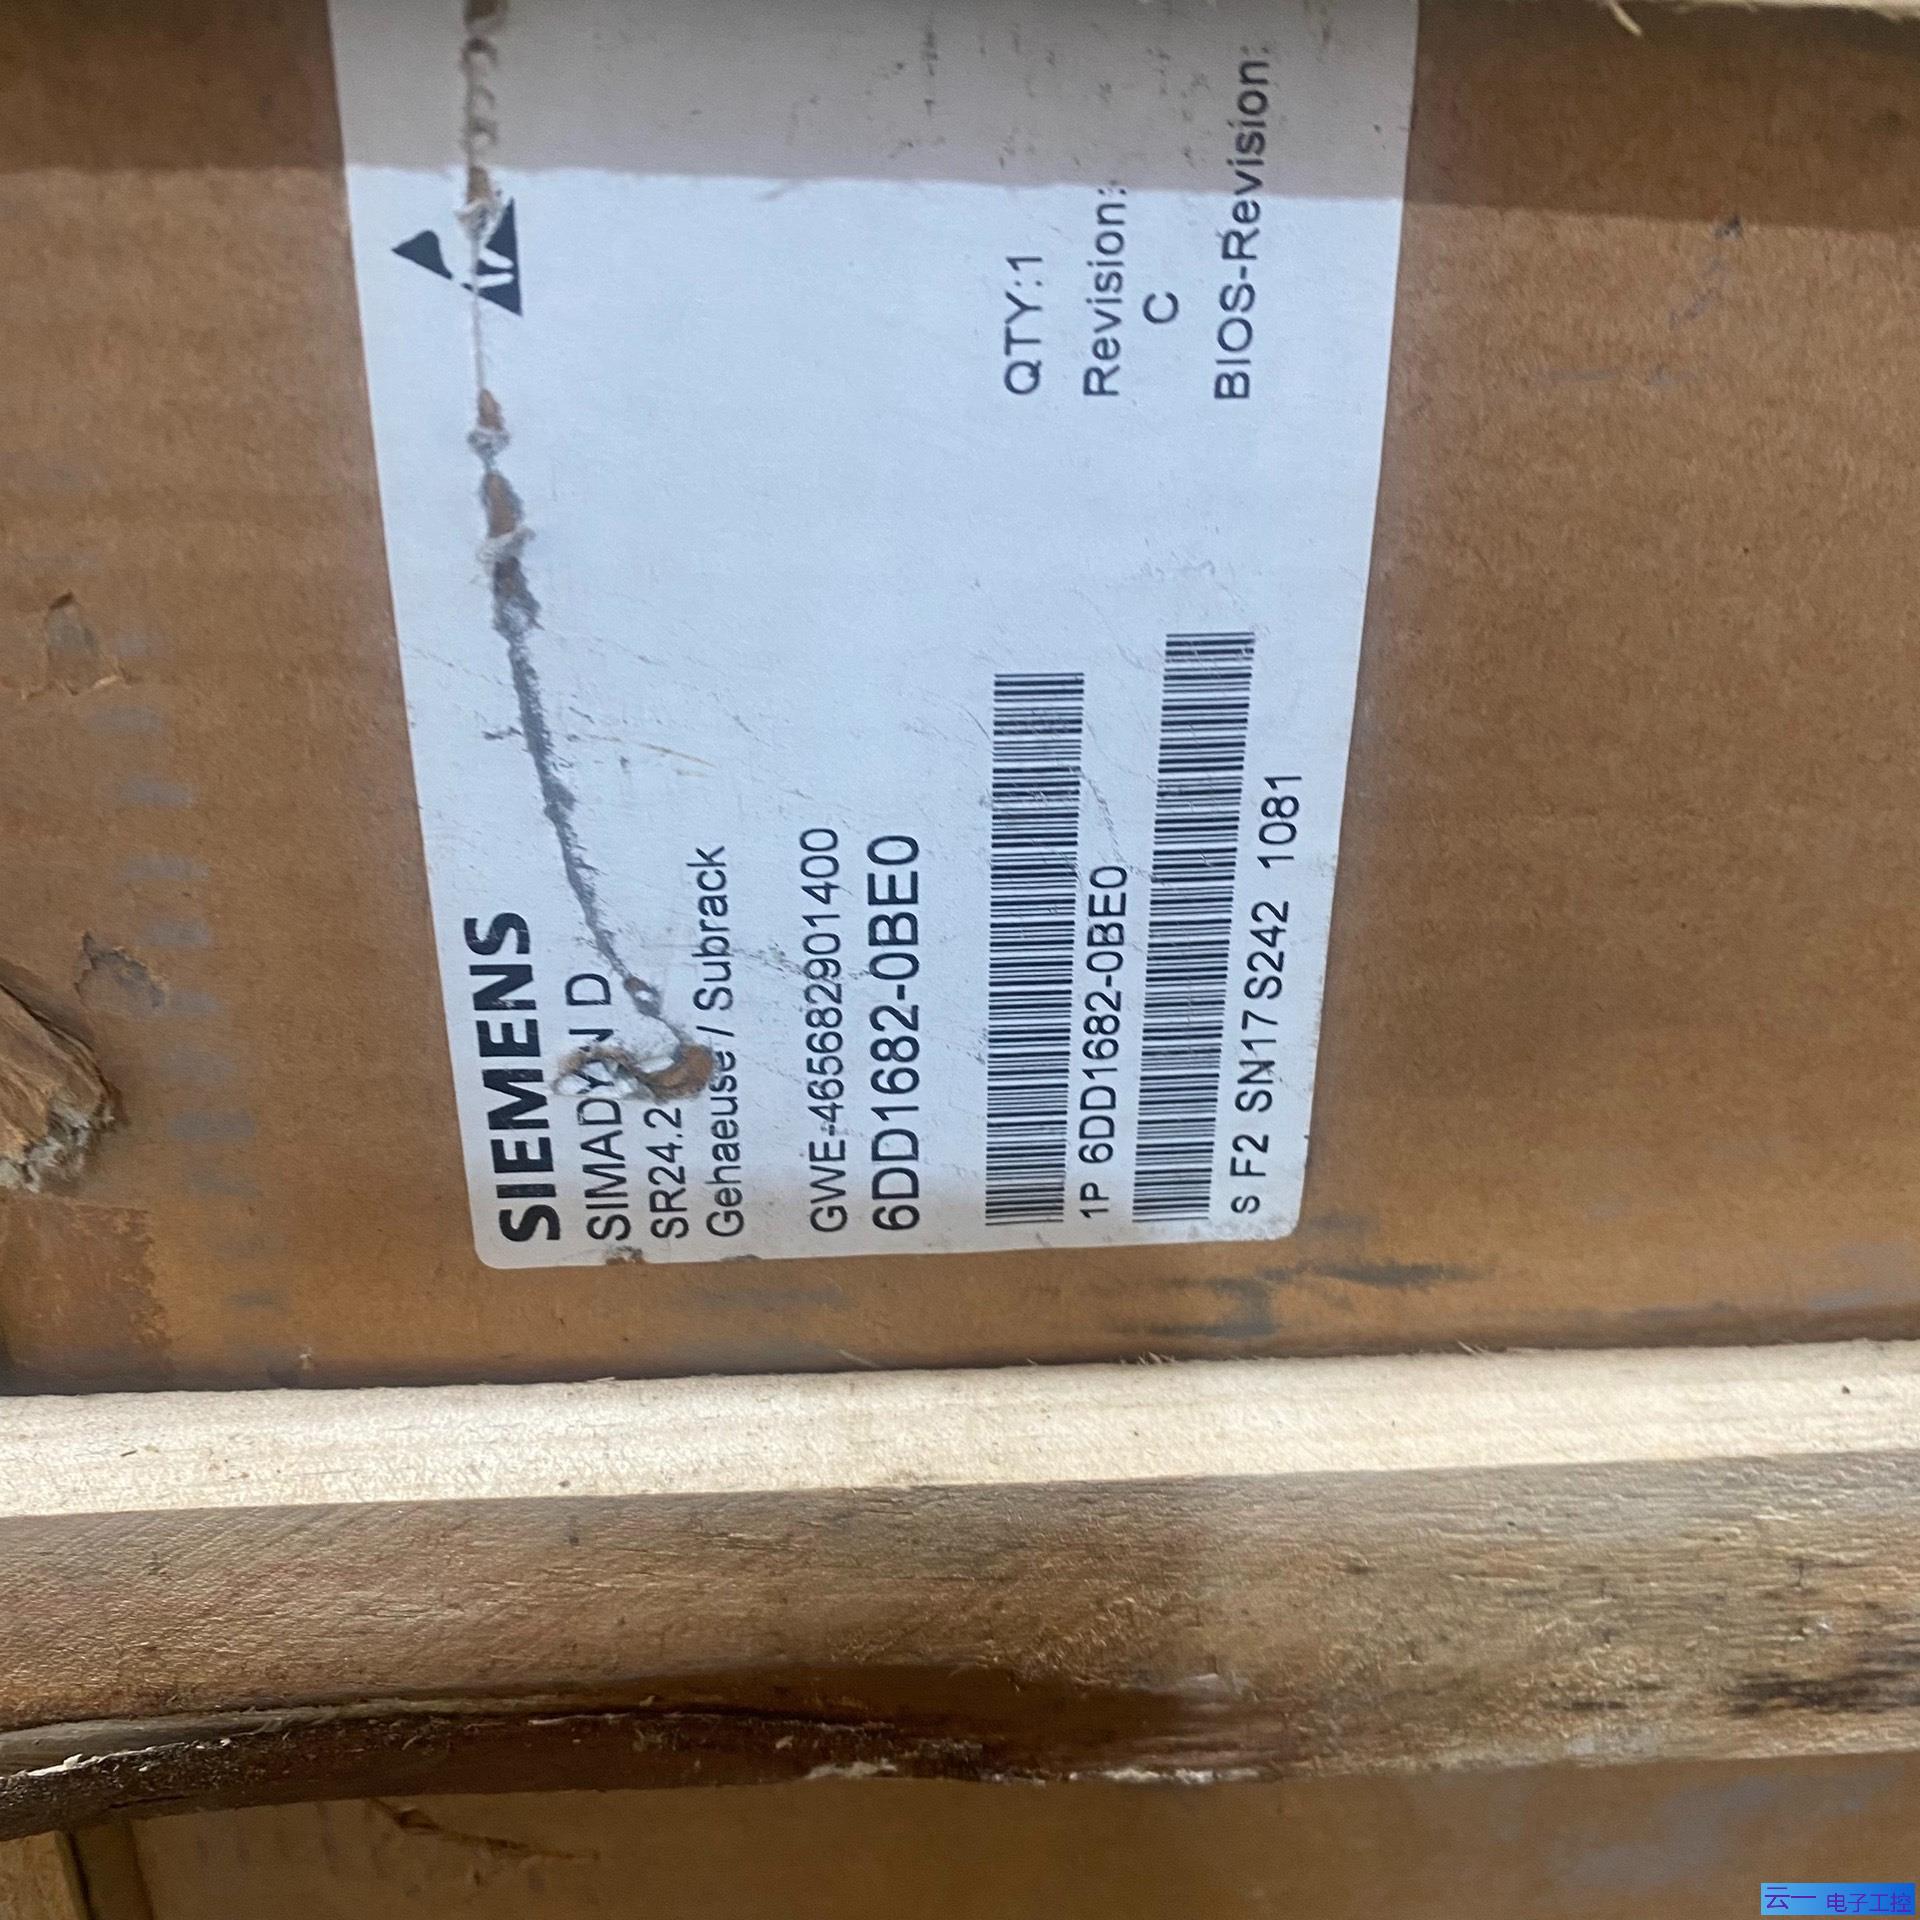 SIEMENS
SIMADYN D
SR24.2
Gehaeuse / Subrack
GWE-465682901400
6DD1682-0BE0
QTY:1
1P 6DD1682-0BE0
Revision:
C
S F2 SN17S242 1081
BIOS-Revision:
云一 电子工控